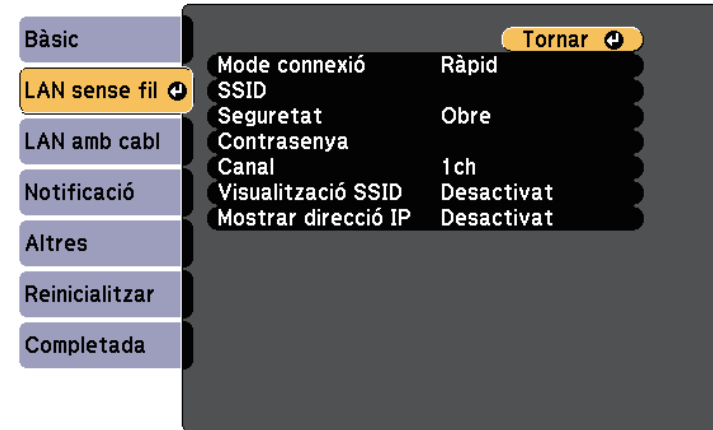 Bàsic
LAN sense fil
LAN amb cabl
Notificació
Altres
Reinicialitzar
Completada
Tornar
Mode connexió Ràpid
SSID
Seguretat Obre
Contrasenya
Canal 1ch
Visualització SSID Desactivat
Mostrar direcció IP Desactivat